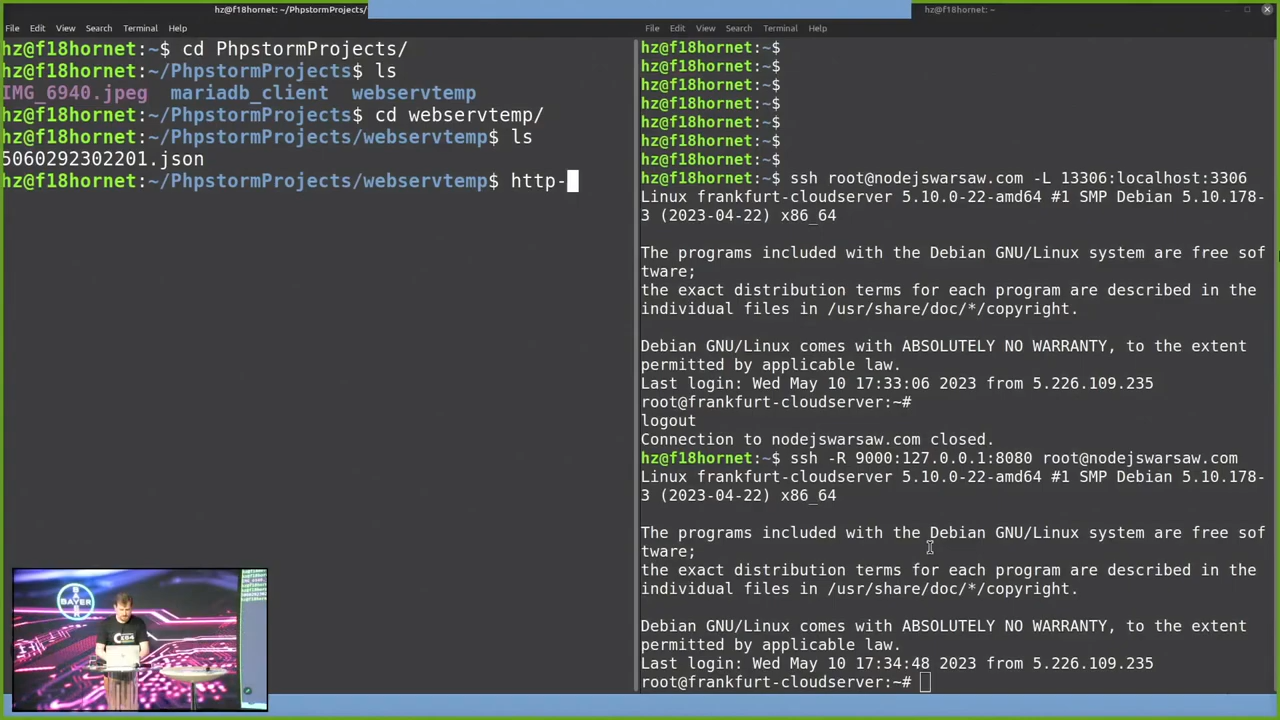 hz@f18hornet: ~/PhpstormProjects/
File Edit View Search Terminal Help
hz@f18hornet:~$ cd PhpstormProjects/
hz@f18hornet:~/PhpstormProjects$ ls
IMG_6940.jpeg mariadb_client webservtemp
hz@f18hornet:~/PhpstormProjects$ cd webservtemp/
hz@f18hornet:~/PhpstormProjects/webservtemp$ ls
5060292302201.json
hz@f18hornet:~/PhpstormProjects/webservtemp$ http-
hz@f18hornet: ~
File Edit View Search Terminal Help
hz@f18hornet:~$
hz@f18hornet:~$
hz@f18hornet:~$
hz@f18hornet:~$
hz@f18hornet:~$
hz@f18hornet:~$
hz@f18hornet:~$
hz@f18hornet:~$ ssh root@nodejswarsaw.com -L 13306:localhost:3306
Linux frankfurt-cloudserver 5.10.0-22-amd64 #1 SMP Debian 5.10.178-
3 (2023-04-22) x86_64
The programs included with the Debian GNU/Linux system are free sof
tware;
the exact distribution terms for each program are described in the
individual files in /usr/share/doc/*/copyright.
Debian GNU/Linux comes with ABSOLUTELY NO WARRANTY, to the extent
permitted by applicable law.
Last login: Wed May 10 17:33:06 2023 from 5.226.109.235
root@frankfurt-cloudserver:~#
logout
Connection to nodejswarsaw.com closed.
hz@f18hornet:~$ ssh -R 9000:127.0.0.1:8080 root@nodejswarsaw.com
Linux frankfurt-cloudserver 5.10.0-22-amd64 #1 SMP Debian 5.10.178-
3 (2023-04-22) x86_64
The programs included with the Debian GNU/Linux system are free sof
tware;
the exact distribution terms for each program are described in the
individual files in /usr/share/doc/*/copyright.
Debian GNU/Linux comes with ABSOLUTELY NO WARRANTY, to the extent
permitted by applicable law.
Last login: Wed May 10 17:34:48 2023 from 5.226.109.235
root@frankfurt-cloudserver:~#
BAYER